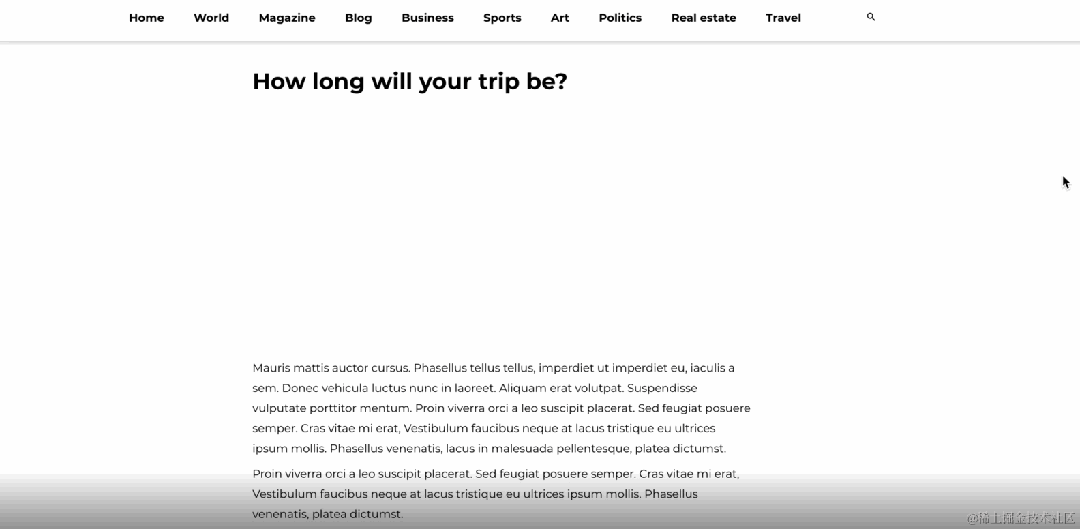 Home World Magazine Blog Business Sports Art Politics Real estate Travel
How long will your trip be?
Mauris mattis auctor cursus. Phasellus tellus tellus, imperdiet ut imperdiet eu, iaculis a
sem. Donec vehicula luctus nunc in laoreet. Aliquam erat volutpat. Suspendisse
vulputate porttitor mentum. Proin viverra orci a leo suscipit placerat. Sed feugiat posuere
semper. Cras vitae mi erat, Vestibulum faucibus neque at lacus tristique eu ultrices
ipsum mollis. Phasellus venenatis, lacus in malesuada pellentesque, platea dictumst.
Proin viverra orci a leo suscipit placerat. Sed feugiat posuere semper. Cras vitae mi erat,
Vestibulum faucibus neque at lacus tristique eu ultrices ipsum mollis. Phasellus
venenatis, platea dictumst.
@稀土掘金技术社区